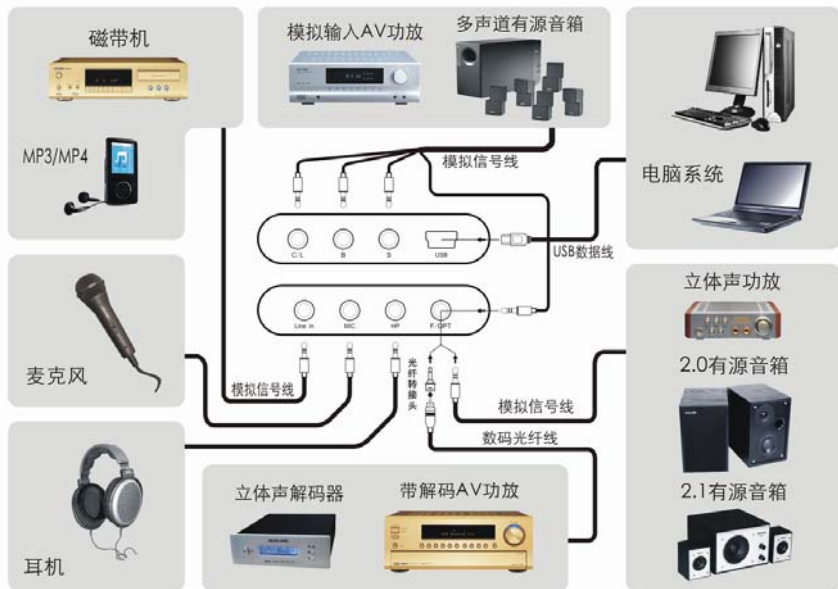 磁带机
MP3/MP4
模拟输入AV功放
多声道有源音箱
电脑系统
模拟信号线
USB数据线
C/L
B
S
USB
Line in
MIC
HP
F/OPT
麦克风
模拟信号线
光纤转接头
模拟信号线
数码光纤线
立体声功放
2.0有源音箱
2.1有源音箱
耳机
立体声解码器
带解码AV功放